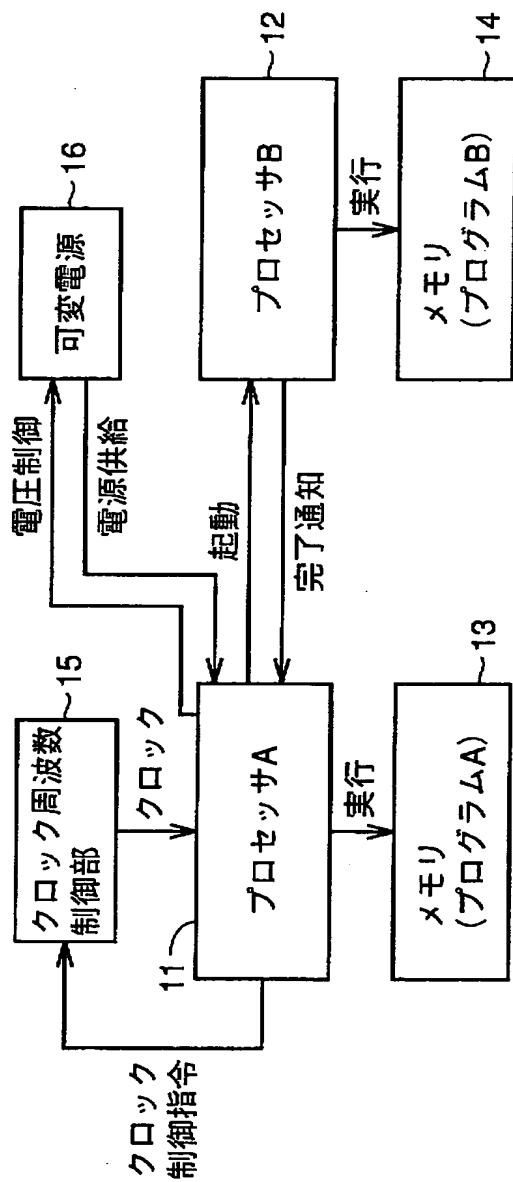 クロック
制御指令
クロック周波数
制御部
15
クロック
電圧制御
電源供給
可変電源
16
11
プロセッサA
起動
完了通知
プロセッサB
12
実行
実行
メモリ
(プログラムA)
13
メモリ
(プログラムB)
14